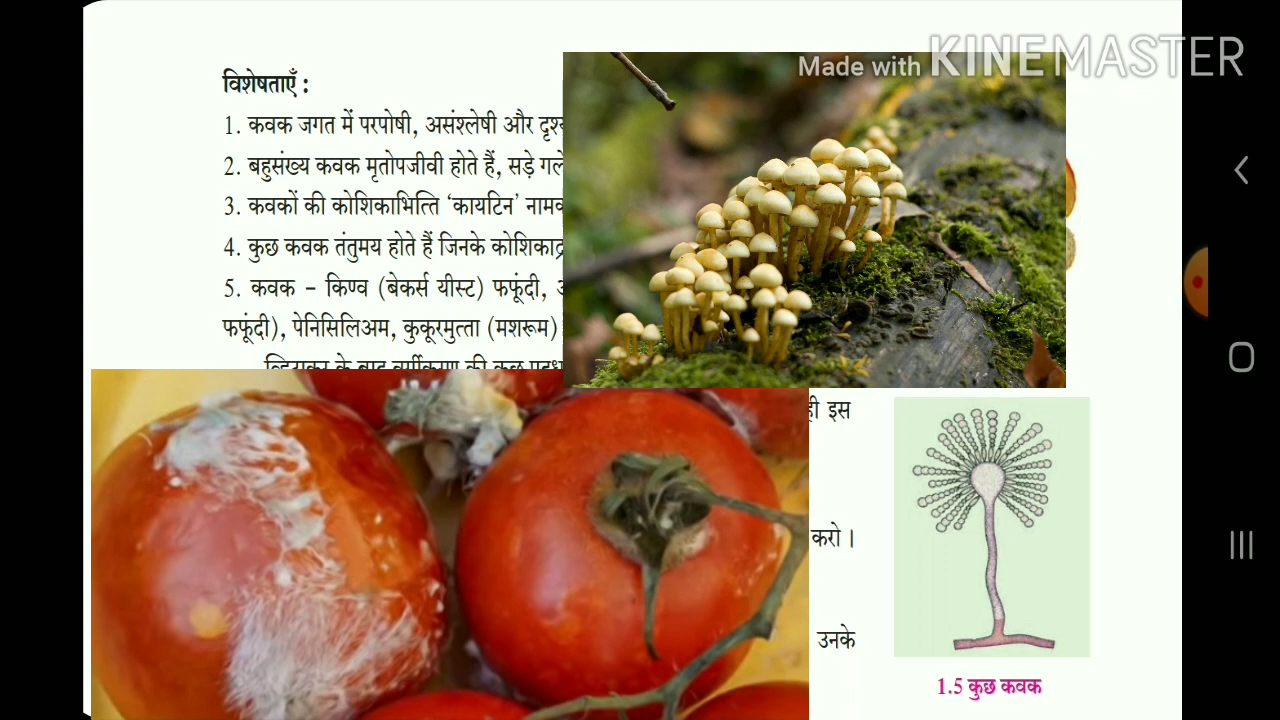 Made with KINEMASTER
विशेषताएँ :
1. कवक जगत में परपोषी, असंश्लेषी और
2. बहुसंख्य कवक मृतोपजीवी होते हैं, सड़े गले
3. कवकों की कोशिकाभित्ति 'कायटिन'
4. कुछ कवक तंतुमय होते हैं जिनके
5. कवक – किण्व (बेकर्स यीस्ट) फफूंदी,
फफूंदी), पेनिसिलिअम, कुकूरमुत्ता (मशरूम)
इस
करो।
उनके
1.5 कुछ कवक